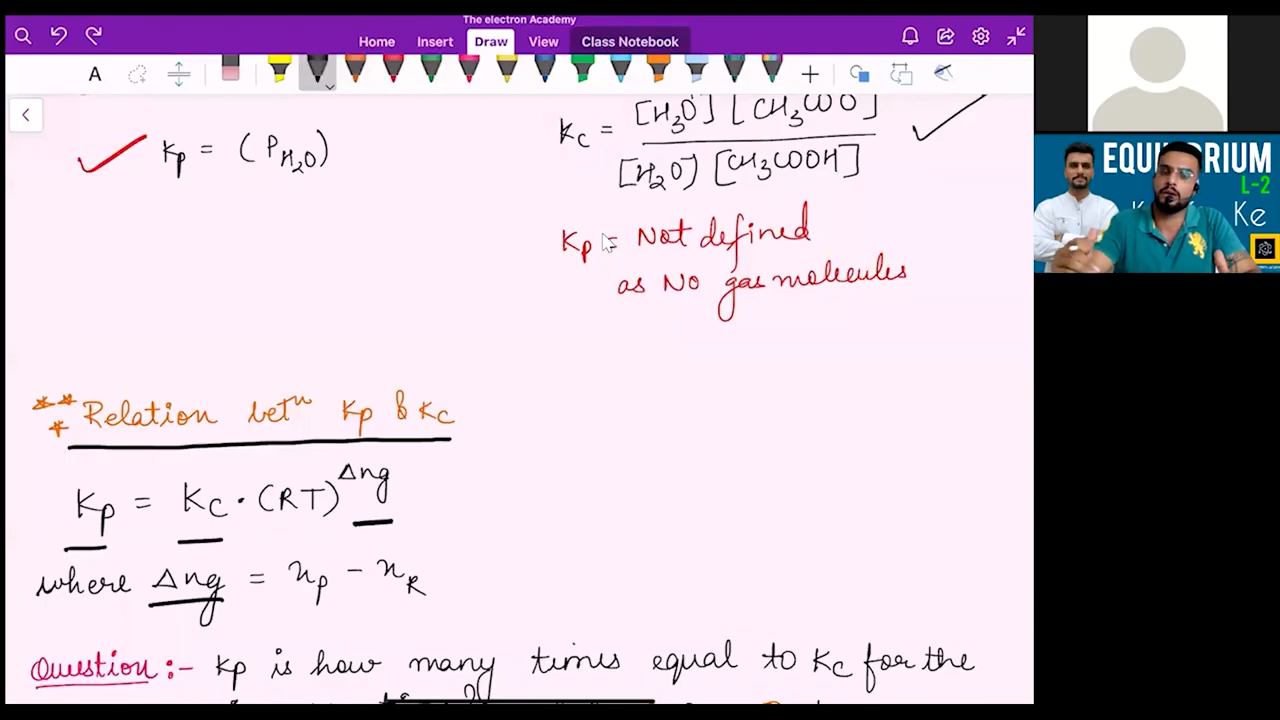 The electron Academy
Home Insert Draw View Class Notebook
A
Kc = [H3O+] [CH3COO-] / [H2O] [CH3COOH]
Kp = (PH2O)
Kp = Not defined
as No gas molecules
EQUILIBRIUM
L-2
Ke
*** Relation betn Kp & Kc
Kp = Kc · (RT)^Δng
where Δng = np - nR
Question :- Kp is how many times equal to Kc for the